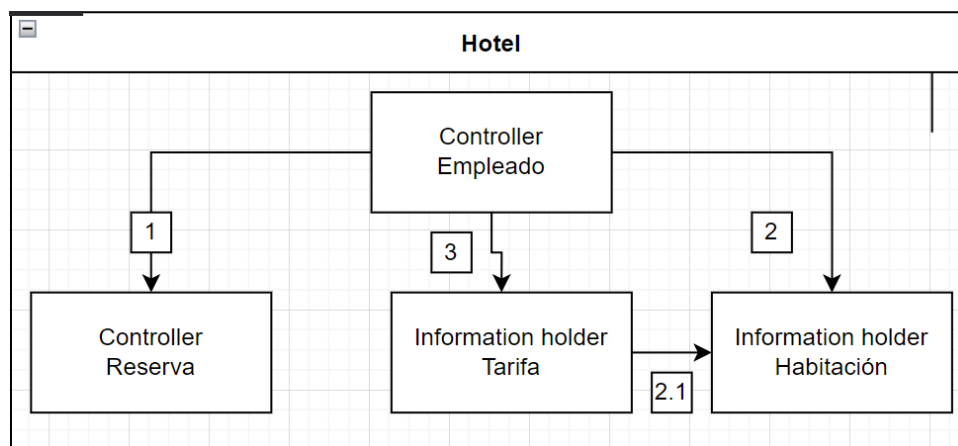 Hotel
Controller
Empleado
1
3
2
Controller
Reserva
Information holder
Tarifa
2.1
Information holder
Habitación